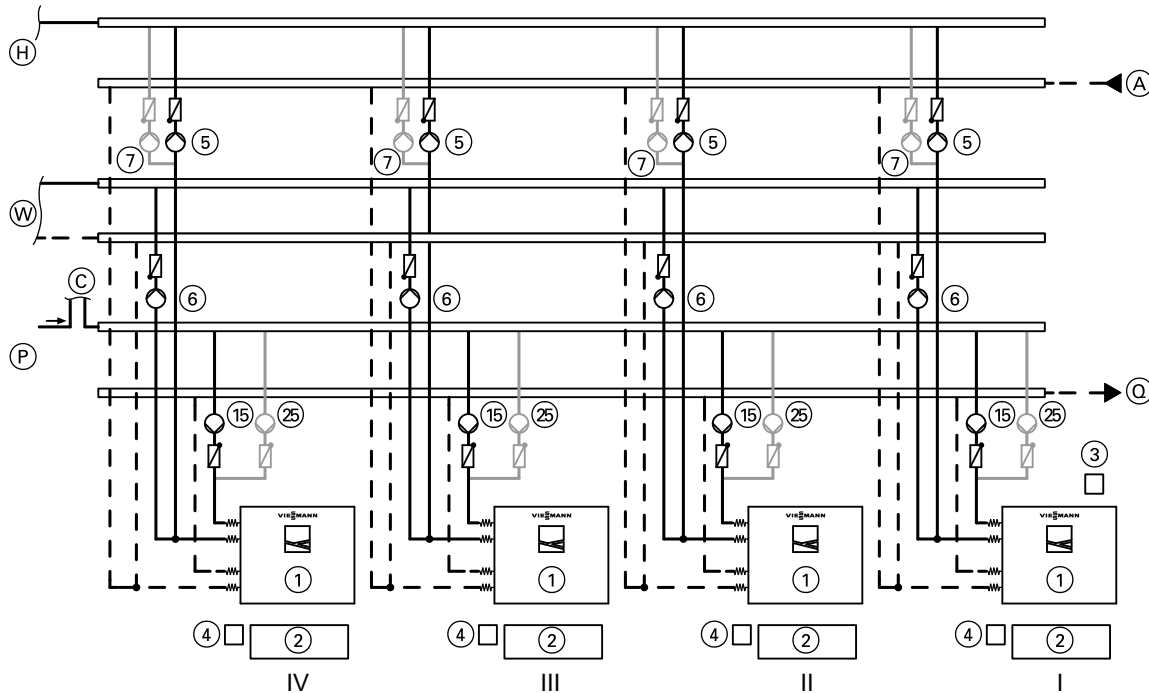 H
A
7 5 7 5 7 5 7 5
W
C
6 6 6 6
P
Q
15 25 15 25 15 25 15 25
3
VIESMANN VIESMANN VIESMANN VIESMANN
1 1 1 1
4 2 4 2 4 2 4 2
IV III II I